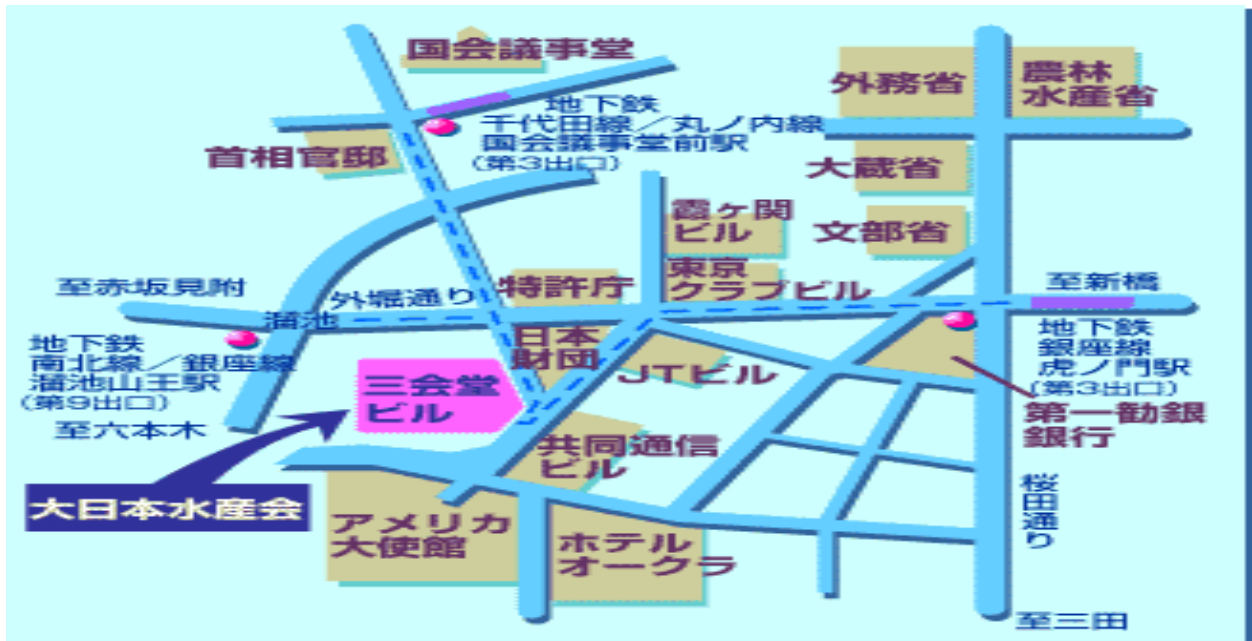 国会議事堂
外務省
農林
水産省
地下鉄
千代田線／丸ノ内線
国会議事堂前駅
(第3出口)
首相官邸
大蔵省
霞ヶ関
ビル
文部省
東京
クラブビル
特許庁
至赤坂見附
外堀通り
溜池
至新橋
地下鉄
南北線／銀座線
溜池山王駅
(第9出口)
至六本木
日本
財団
JTビル
地下鉄
銀座線
虎ノ門駅
(第3出口)
三会堂
ビル
第一勧銀
銀行
共同通信
ビル
大日本水産会
アメリカ
大使館
ホテル
オークラ
桜田通り
至三田